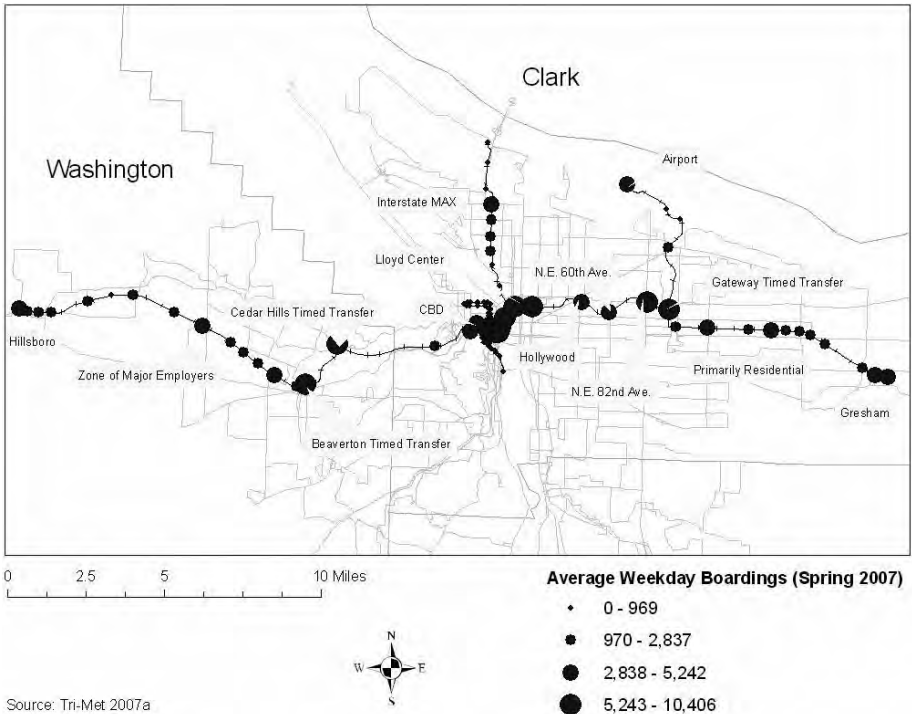 Clark
Washington
Airport
Interstate MAX
Lloyd Center
N.E. 60th Ave.
Gateway Timed Transfer
Cedar Hills Timed Transfer
CBD
Hillsboro
Hollywood
Zone of Major Employers
Primarily Residential
N.E. 82nd Ave.
Gresham
Beaverton Timed Transfer
0 2.5 5 10 Miles
Average Weekday Boardings (Spring 2007)
0 - 969
970 - 2,837
2,838 - 5,242
5,243 - 10,406
N
W E
S
Source: Tri-Met 2007a